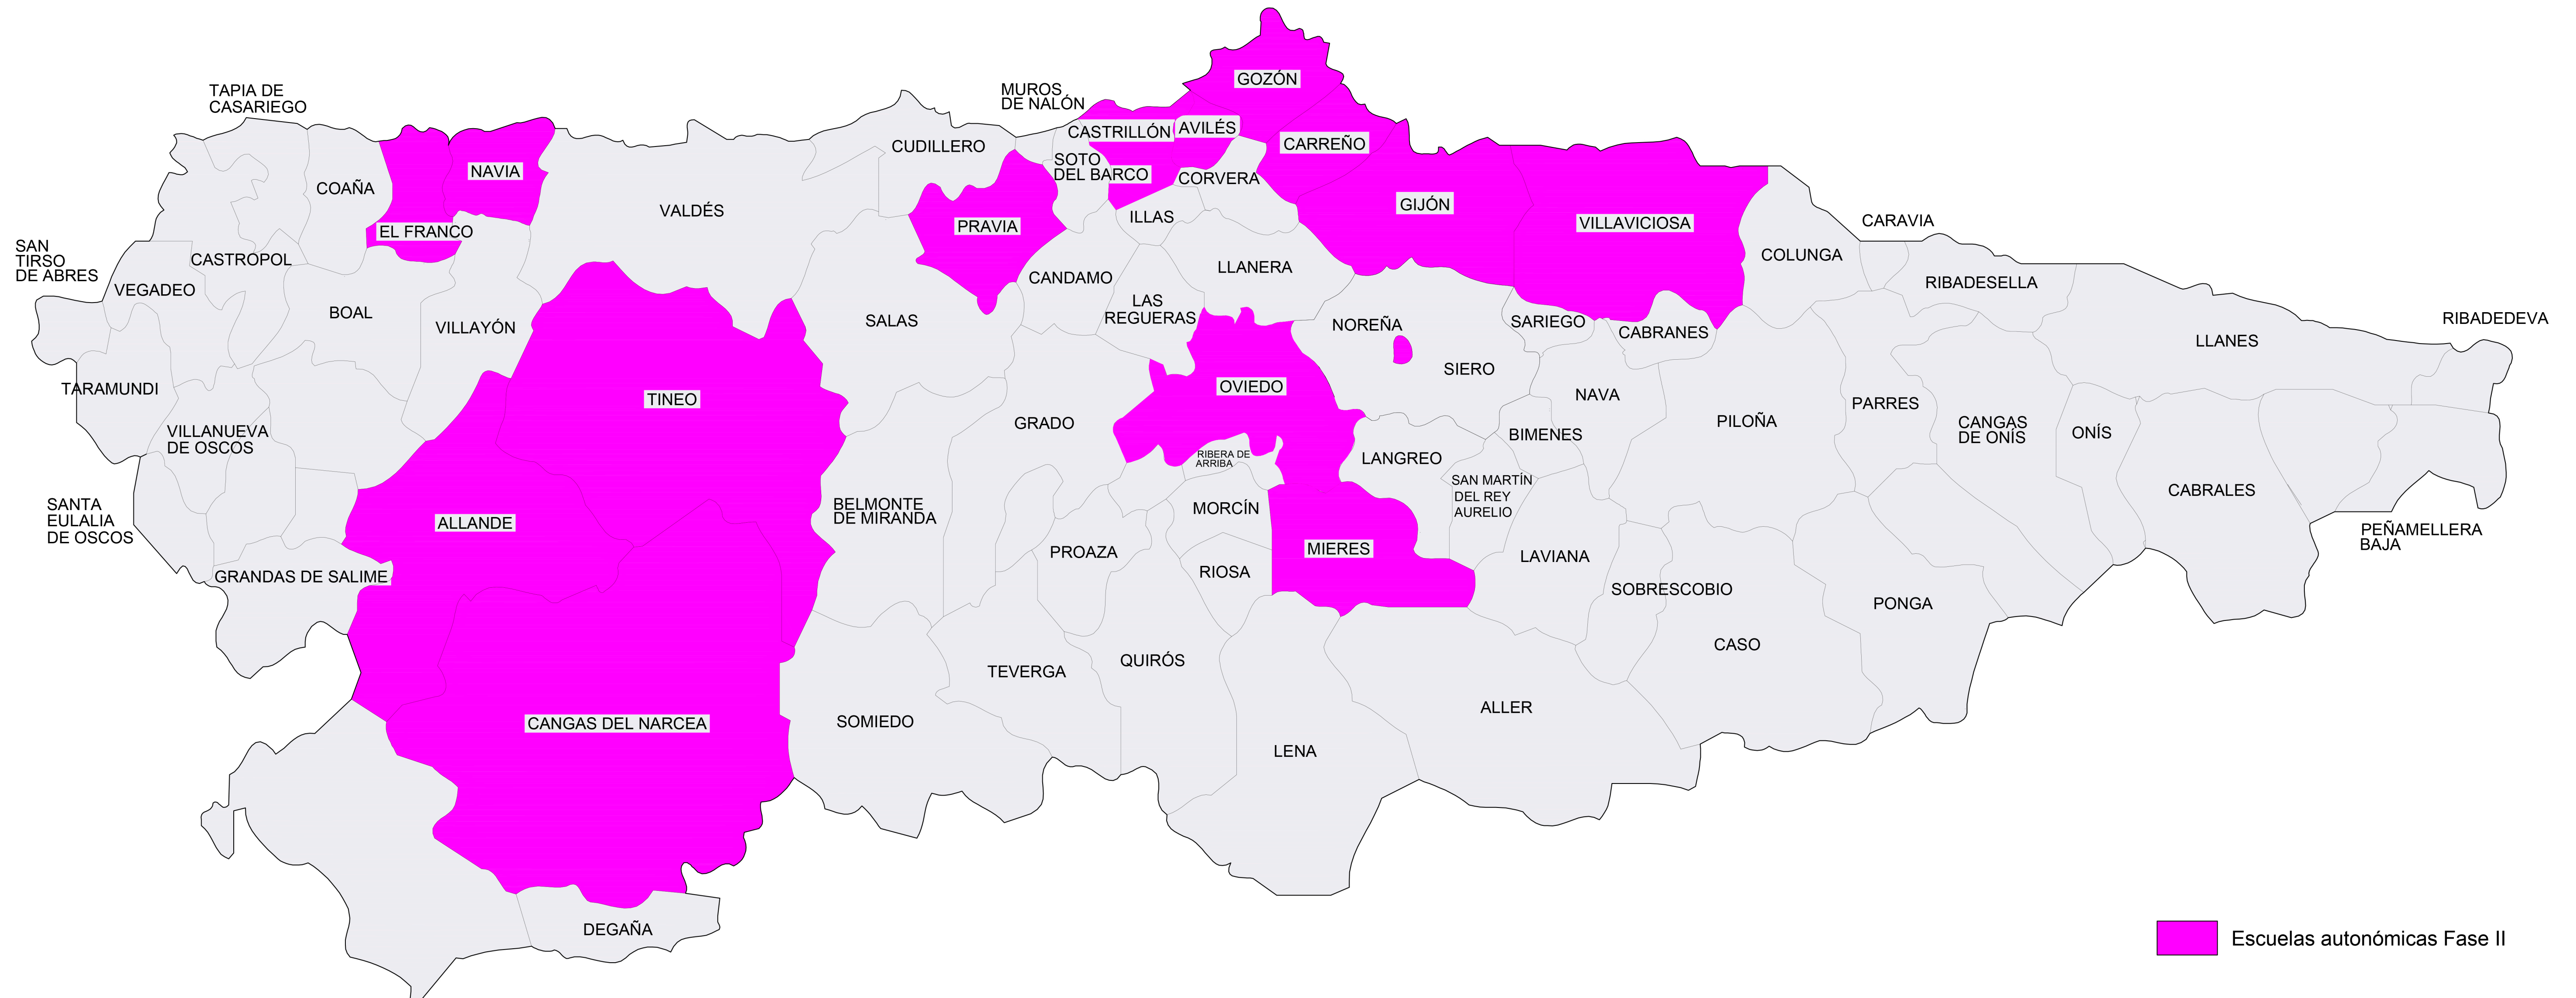 GOZÓN
TAPIA DE
CASARIEGO
MUROS
DE NALÓN
CASTRILLÓN
AVILÉS
CARREÑO
CUDILLERO
NAVIA
COAÑA
SOTO
DEL BARCO
CORVERA
VALDÉS
GIJÓN
ILLAS
PRAVIA
VILLAVICIOSA
CARAVIA
EL FRANCO
SAN
TIRSO
DE ABRES
CASTROPOL
COLUNGA
LLANERA
CANDAMO
RIBADESELLA
VEGADEO
BOAL
VILLAYÓN
SALAS
LAS
REGUERAS
NOREÑA
SARIEGO
CABRANES
RIBADEDEVA
LLANES
SIERO
TARAMUNDI
OVIEDO
TINEO
NAVA
PARRES
PILOÑA
GRADO
CANGAS
DE ONÍS
ONÍS
VILLANUEVA
DE OSCOS
BIMENES
RIBERA DE
ARRIBA
LANGREO
SAN MARTÍN
DEL REY
AURELIO
CABRALES
SANTA
EULALIA
DE OSCOS
BELMONTE
DE MIRANDA
MORCÍN
ALLANDE
PEÑAMELLERA
BAJA
PROAZA
MIERES
LAVIANA
RIOSA
GRANDAS DE SALIME
SOBRESCOBIO
PONGA
CASO
QUIRÓS
TEVERGA
ALLER
CANGAS DEL NARCEA
SOMIEDO
LENA
DEGAÑA
Escuelas autonómicas Fase II